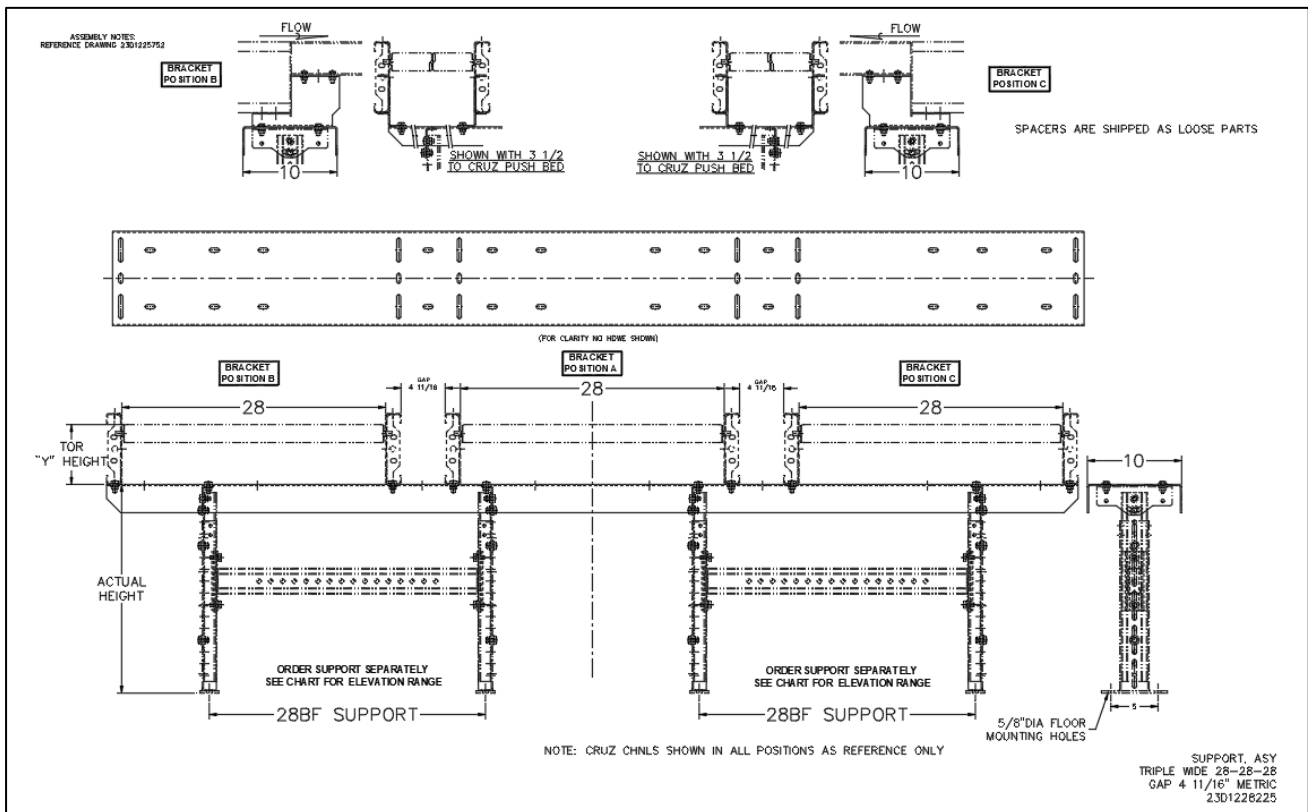 ASSEMBLY NOTES:
REFERENCE DRAWING 23D1225752
FLOW
FLOW
BRACKET
POSITION B
BRACKET
POSITION C
SPACERS ARE SHIPPED AS LOOSE PARTS
SHOWN WITH 3 1/2
TO CRUZ PUSH BED
SHOWN WITH 3 1/2
TO CRUZ PUSH BED
10
10
(FOR CLARITY NO HDWE SHOWN)
BRACKET
POSITION B
BRACKET
POSITION A
BRACKET
POSITION C
GAP
4 11/16
GAP
4 11/16
28
28
28
TOR
"Y" HEIGHT
10
ACTUAL
HEIGHT
ORDER SUPPORT SEPARATELY
SEE CHART FOR ELEVATION RANGE
ORDER SUPPORT SEPARATELY
SEE CHART FOR ELEVATION RANGE
28BF SUPPORT
28BF SUPPORT
5
5/8"DIA FLOOR
MOUNTING HOLES
NOTE: CRUZ CHNLS SHOWN IN ALL POSITIONS AS REFERENCE ONLY
SUPPORT, ASY
TRIPLE WIDE 28-28-28
GAP 4 11/16" METRIC
23D1228225